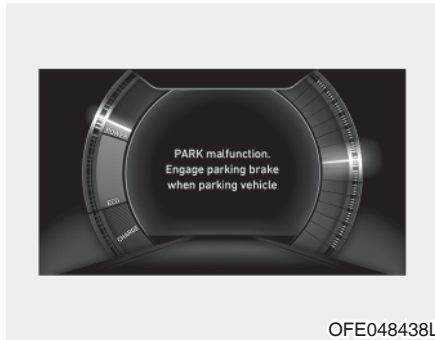 POWER
PARK malfunction.
Engage parking brake
when parking vehicle
ECO
CHARGE
OFE048438L